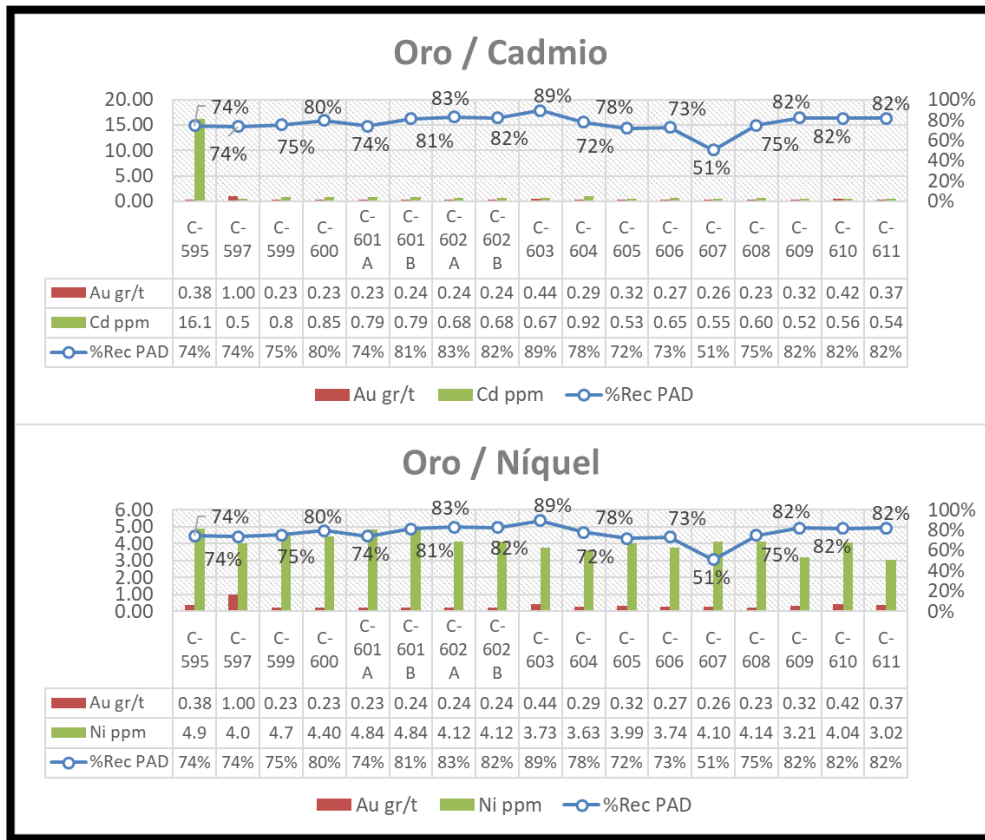 Oro / Cadmio
20.00
15.00
10.00
5.00
0.00
74% 74% 75% 80% 74% 81% 83% 82% 89% 72% 78% 73% 51% 75% 82% 82% 82%
100%
80%
60%
40%
20%
0%
C-595 C-597 C-599 C-600 C-601 A C-601 B C-602 A C-602 B C-603 C-604 C-605 C-606 C-607 C-608 C-609 C-610 C-611
Au gr/t 0.38 1.00 0.23 0.23 0.23 0.24 0.24 0.24 0.44 0.29 0.32 0.27 0.26 0.23 0.32 0.42 0.37
Cd ppm 16.1 0.5 0.8 0.85 0.79 0.79 0.68 0.68 0.67 0.92 0.53 0.65 0.55 0.60 0.52 0.56 0.54
%Rec PAD 74% 74% 75% 80% 74% 81% 83% 82% 89% 78% 72% 73% 51% 75% 82% 82% 82%
Au gr/t Cd ppm %Rec PAD
Oro / Níquel
6.00
5.00
4.00
3.00
2.00
1.00
0.00
74% 74% 75% 80% 74% 81% 83% 82% 89% 72% 78% 73% 51% 75% 82% 82% 82%
100%
80%
60%
40%
20%
0%
C-595 C-597 C-599 C-600 C-601 A C-601 B C-602 A C-602 B C-603 C-604 C-605 C-606 C-607 C-608 C-609 C-610 C-611
Au gr/t 0.38 1.00 0.23 0.23 0.23 0.24 0.24 0.24 0.44 0.29 0.32 0.27 0.26 0.23 0.32 0.42 0.37
Ni ppm 4.9 4.0 4.7 4.40 4.84 4.84 4.12 4.12 3.73 3.63 3.99 3.74 4.10 4.14 3.21 4.04 3.02
%Rec PAD 74% 74% 75% 80% 74% 81% 83% 82% 89% 78% 72% 73% 51% 75% 82% 82% 82%
Au gr/t Ni ppm %Rec PAD